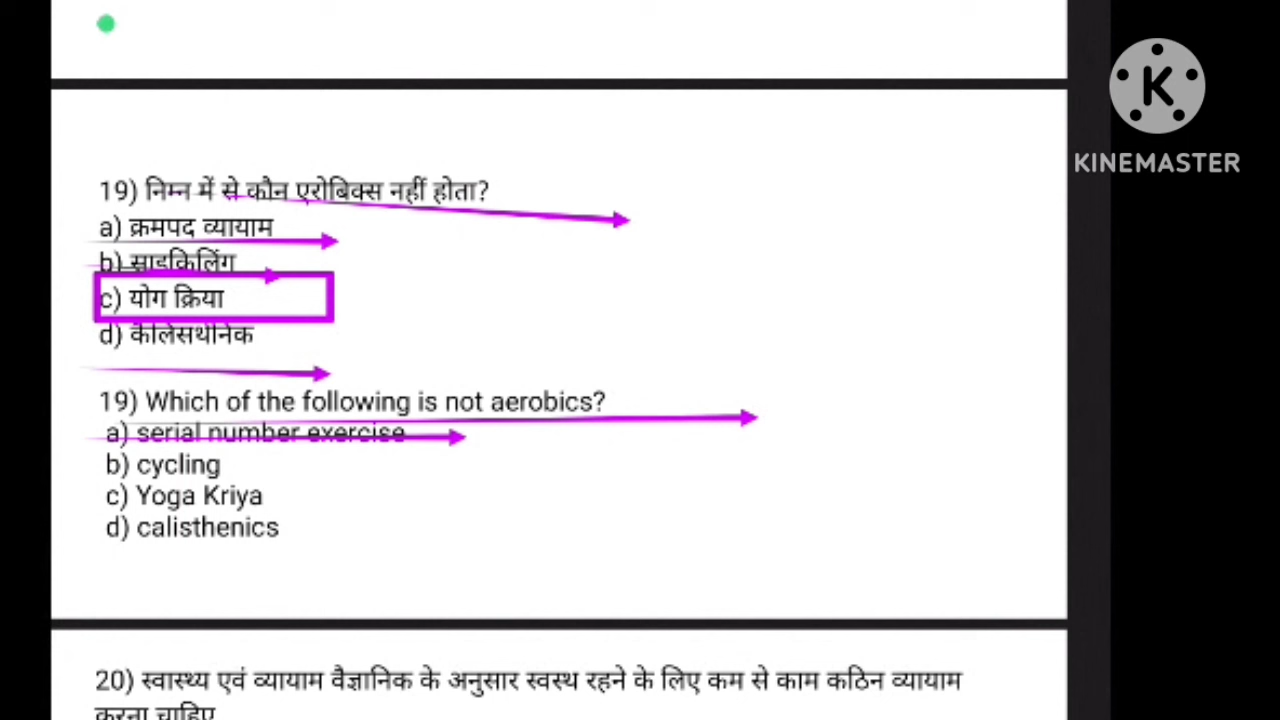 KINEMASTER
19) निम्न में से कौन एरोबिक्स नहीं होता?
a) क्रमपद व्यायाम
b) साइकिलिंग
c) योग क्रिया
d) कैलिसथेनिक
19) Which of the following is not aerobics?
a) serial number exercise
b) cycling
c) Yoga Kriya
d) calisthenics
20) स्वास्थ्य एवं व्यायाम वैज्ञानिक के अनुसार स्वस्थ रहने के लिए कम से काम कठिन व्यायाम
करना चाहिए